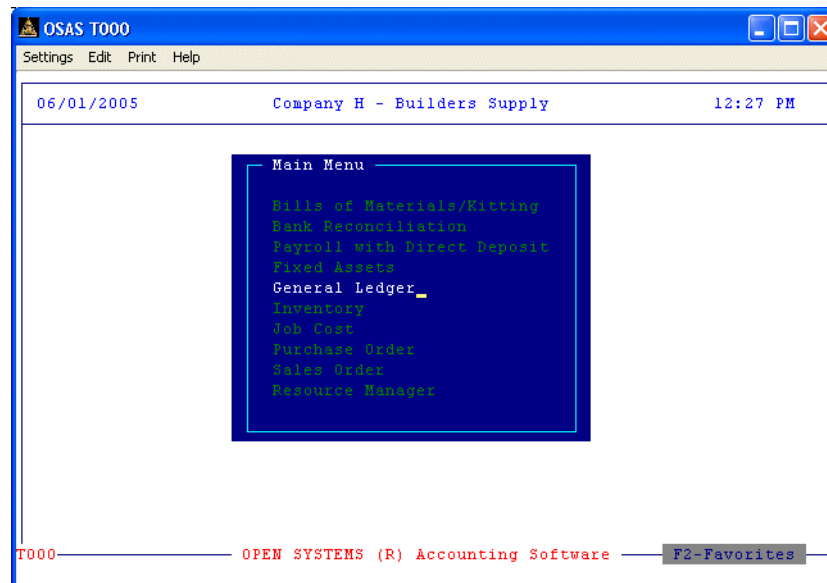 OSAS T000
Settings Edit Print Help
06/01/2005 Company H - Builders Supply 12:27 PM
Main Menu
Bills of Materials/Kitting
Bank Reconciliation
Payroll with Direct Deposit
Fixed Assets
General Ledger
Inventory
Job Cost
Purchase Order
Sales Order
Resource Manager
T000 OPEN SYSTEMS (R) Accounting Software F2-Favorites